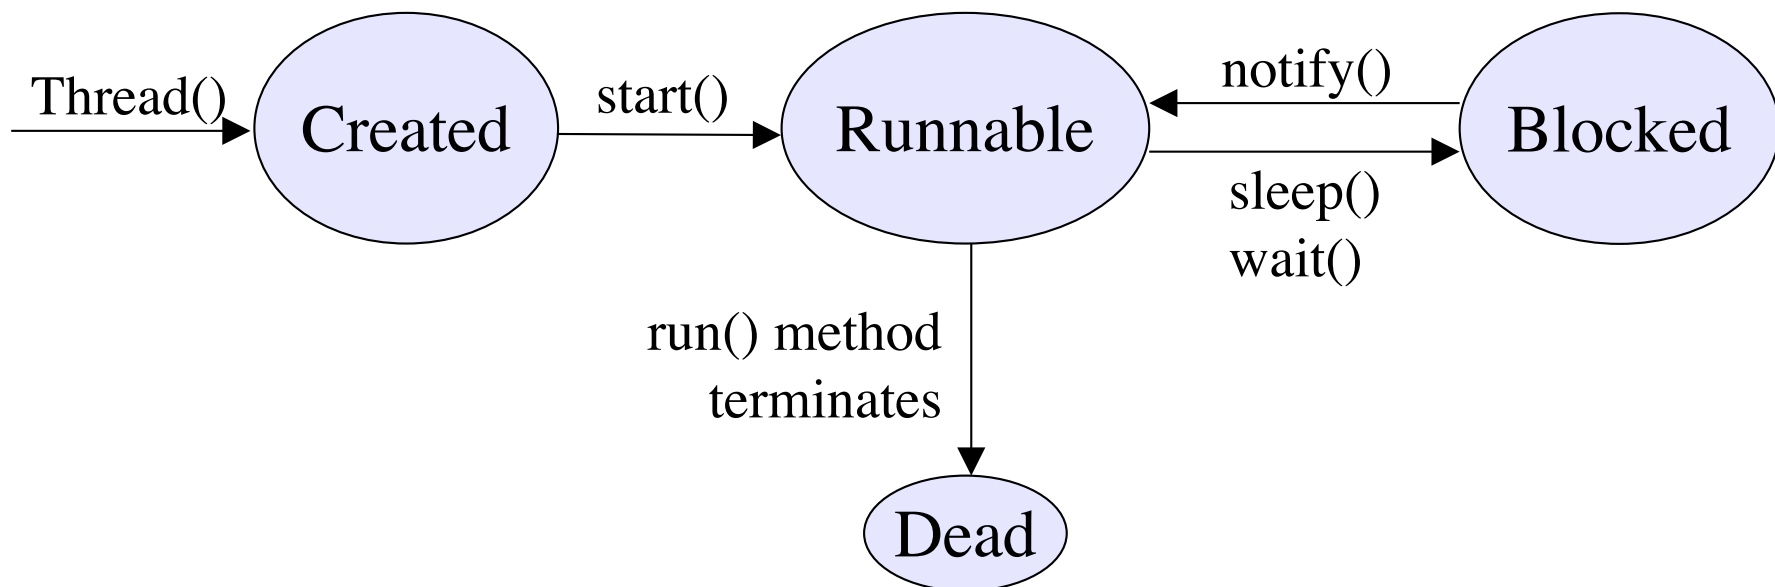 Thread()
Created
start()
Runnable
notify()
Blocked
sleep()
wait()
run() method
terminates
Dead